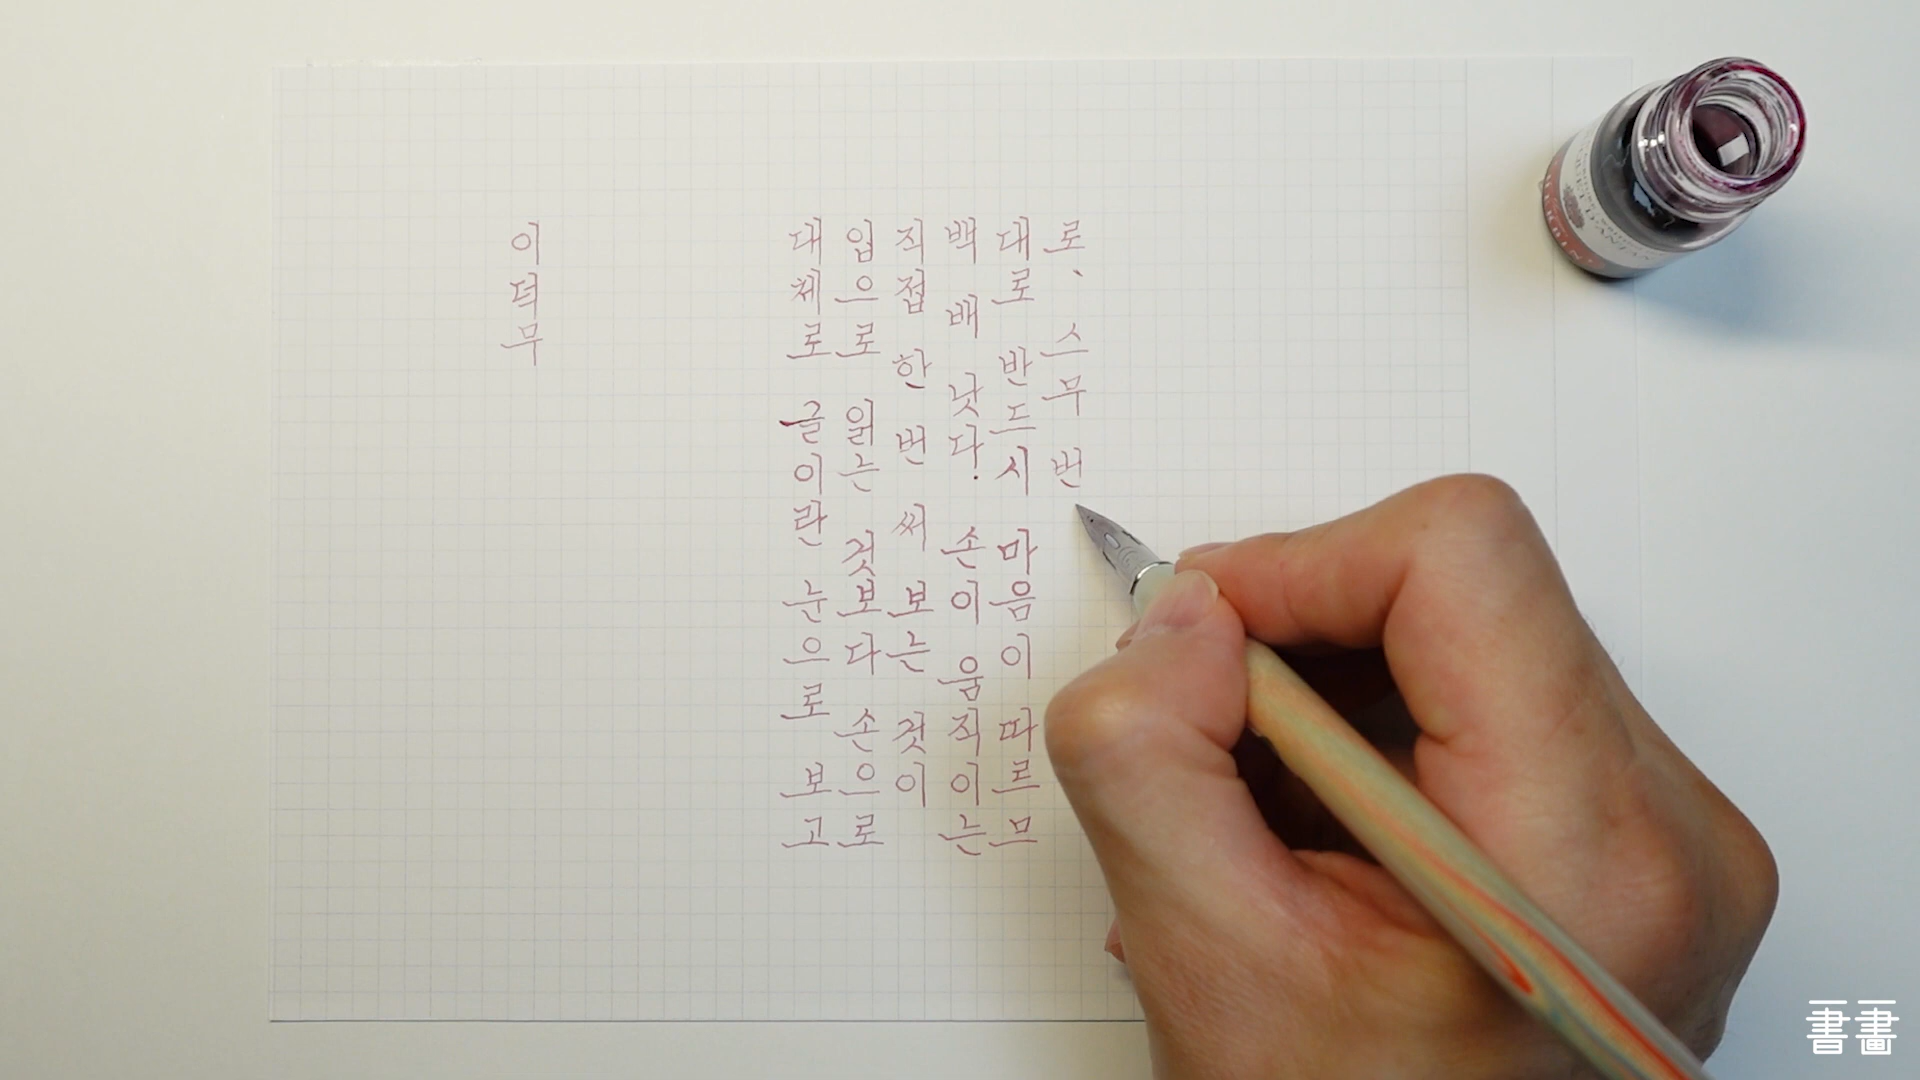 이덕무
대체로 글이란 눈으로 보고
입으로 읽는 것보다 손으로
직접 한 번 써 보는 것이
백 배 낫다! 손이 움직이는
대로 반드시 마음이 따르므
로、 스무 번
書畫